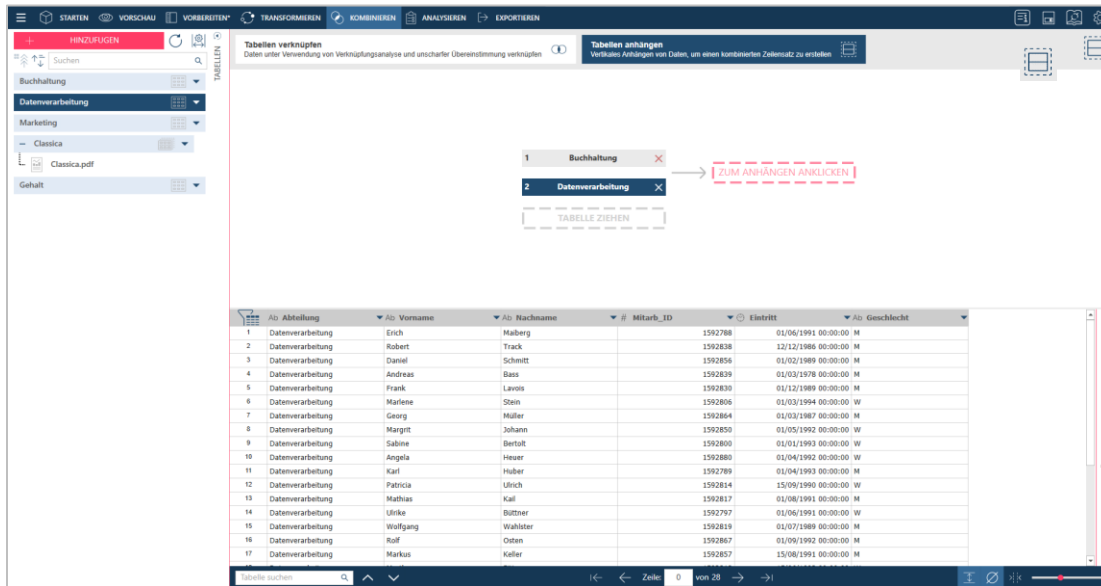 STARTEN VORSCHAU VORBEREITEN* TRANSFORMIEREN KOMBINIEREN ANALYSIEREN EXPORTIEREN
HINZUFÜGEN
Suchen
TABELLEN
Buchhaltung
Datenverarbeitung
Marketing
Classica
Classica.pdf
Gehalt
Tabellen verknüpfen
Daten unter Verwendung von Verknüpfungsanalyse und unscharfer Übereinstimmung verknüpfen
Tabellen anhängen
Vertikales Anhängen von Daten, um einen kombinierten Zeilensatz zu erstellen
1 Buchhaltung
2 Datenverarbeitung
TABELLE ZIEHEN
ZUM ANHÄNGEN ANKLICKEN
Ab Abteilung Ab Vorname Ab Nachname # Mitarb_ID Eintritt Ab Geschlecht
1 Datenverarbeitung Erich Maiberg 1592788 01/06/1991 00:00:00 M
2 Datenverarbeitung Robert Track 1592838 12/12/1986 00:00:00 M
3 Datenverarbeitung Daniel Schmitt 1592856 01/02/1989 00:00:00 M
4 Datenverarbeitung Andreas Bass 1592839 01/03/1978 00:00:00 M
5 Datenverarbeitung Frank Lavois 1592830 01/12/1989 00:00:00 M
6 Datenverarbeitung Marlene Stein 1592806 01/03/1994 00:00:00 W
7 Datenverarbeitung Georg Müller 1592864 01/03/1987 00:00:00 M
8 Datenverarbeitung Margrit Johann 1592850 01/05/1992 00:00:00 W
9 Datenverarbeitung Sabine Bertolt 1592800 01/01/1993 00:00:00 W
10 Datenverarbeitung Angela Heuer 1592880 01/04/1992 00:00:00 W
11 Datenverarbeitung Karl Huber 1592789 01/04/1993 00:00:00 M
12 Datenverarbeitung Patricia Ulrich 1592814 15/09/1990 00:00:00 W
13 Datenverarbeitung Mathias Kail 1592817 01/08/1991 00:00:00 M
14 Datenverarbeitung Ulrike Büttner 1592797 01/06/1991 00:00:00 W
15 Datenverarbeitung Wolfgang Wahlster 1592819 01/07/1989 00:00:00 M
16 Datenverarbeitung Rolf Osten 1592867 01/09/1992 00:00:00 M
17 Datenverarbeitung Markus Keller 1592857 15/08/1991 00:00:00 M
Tabelle suchen Zeile: 0 von 28